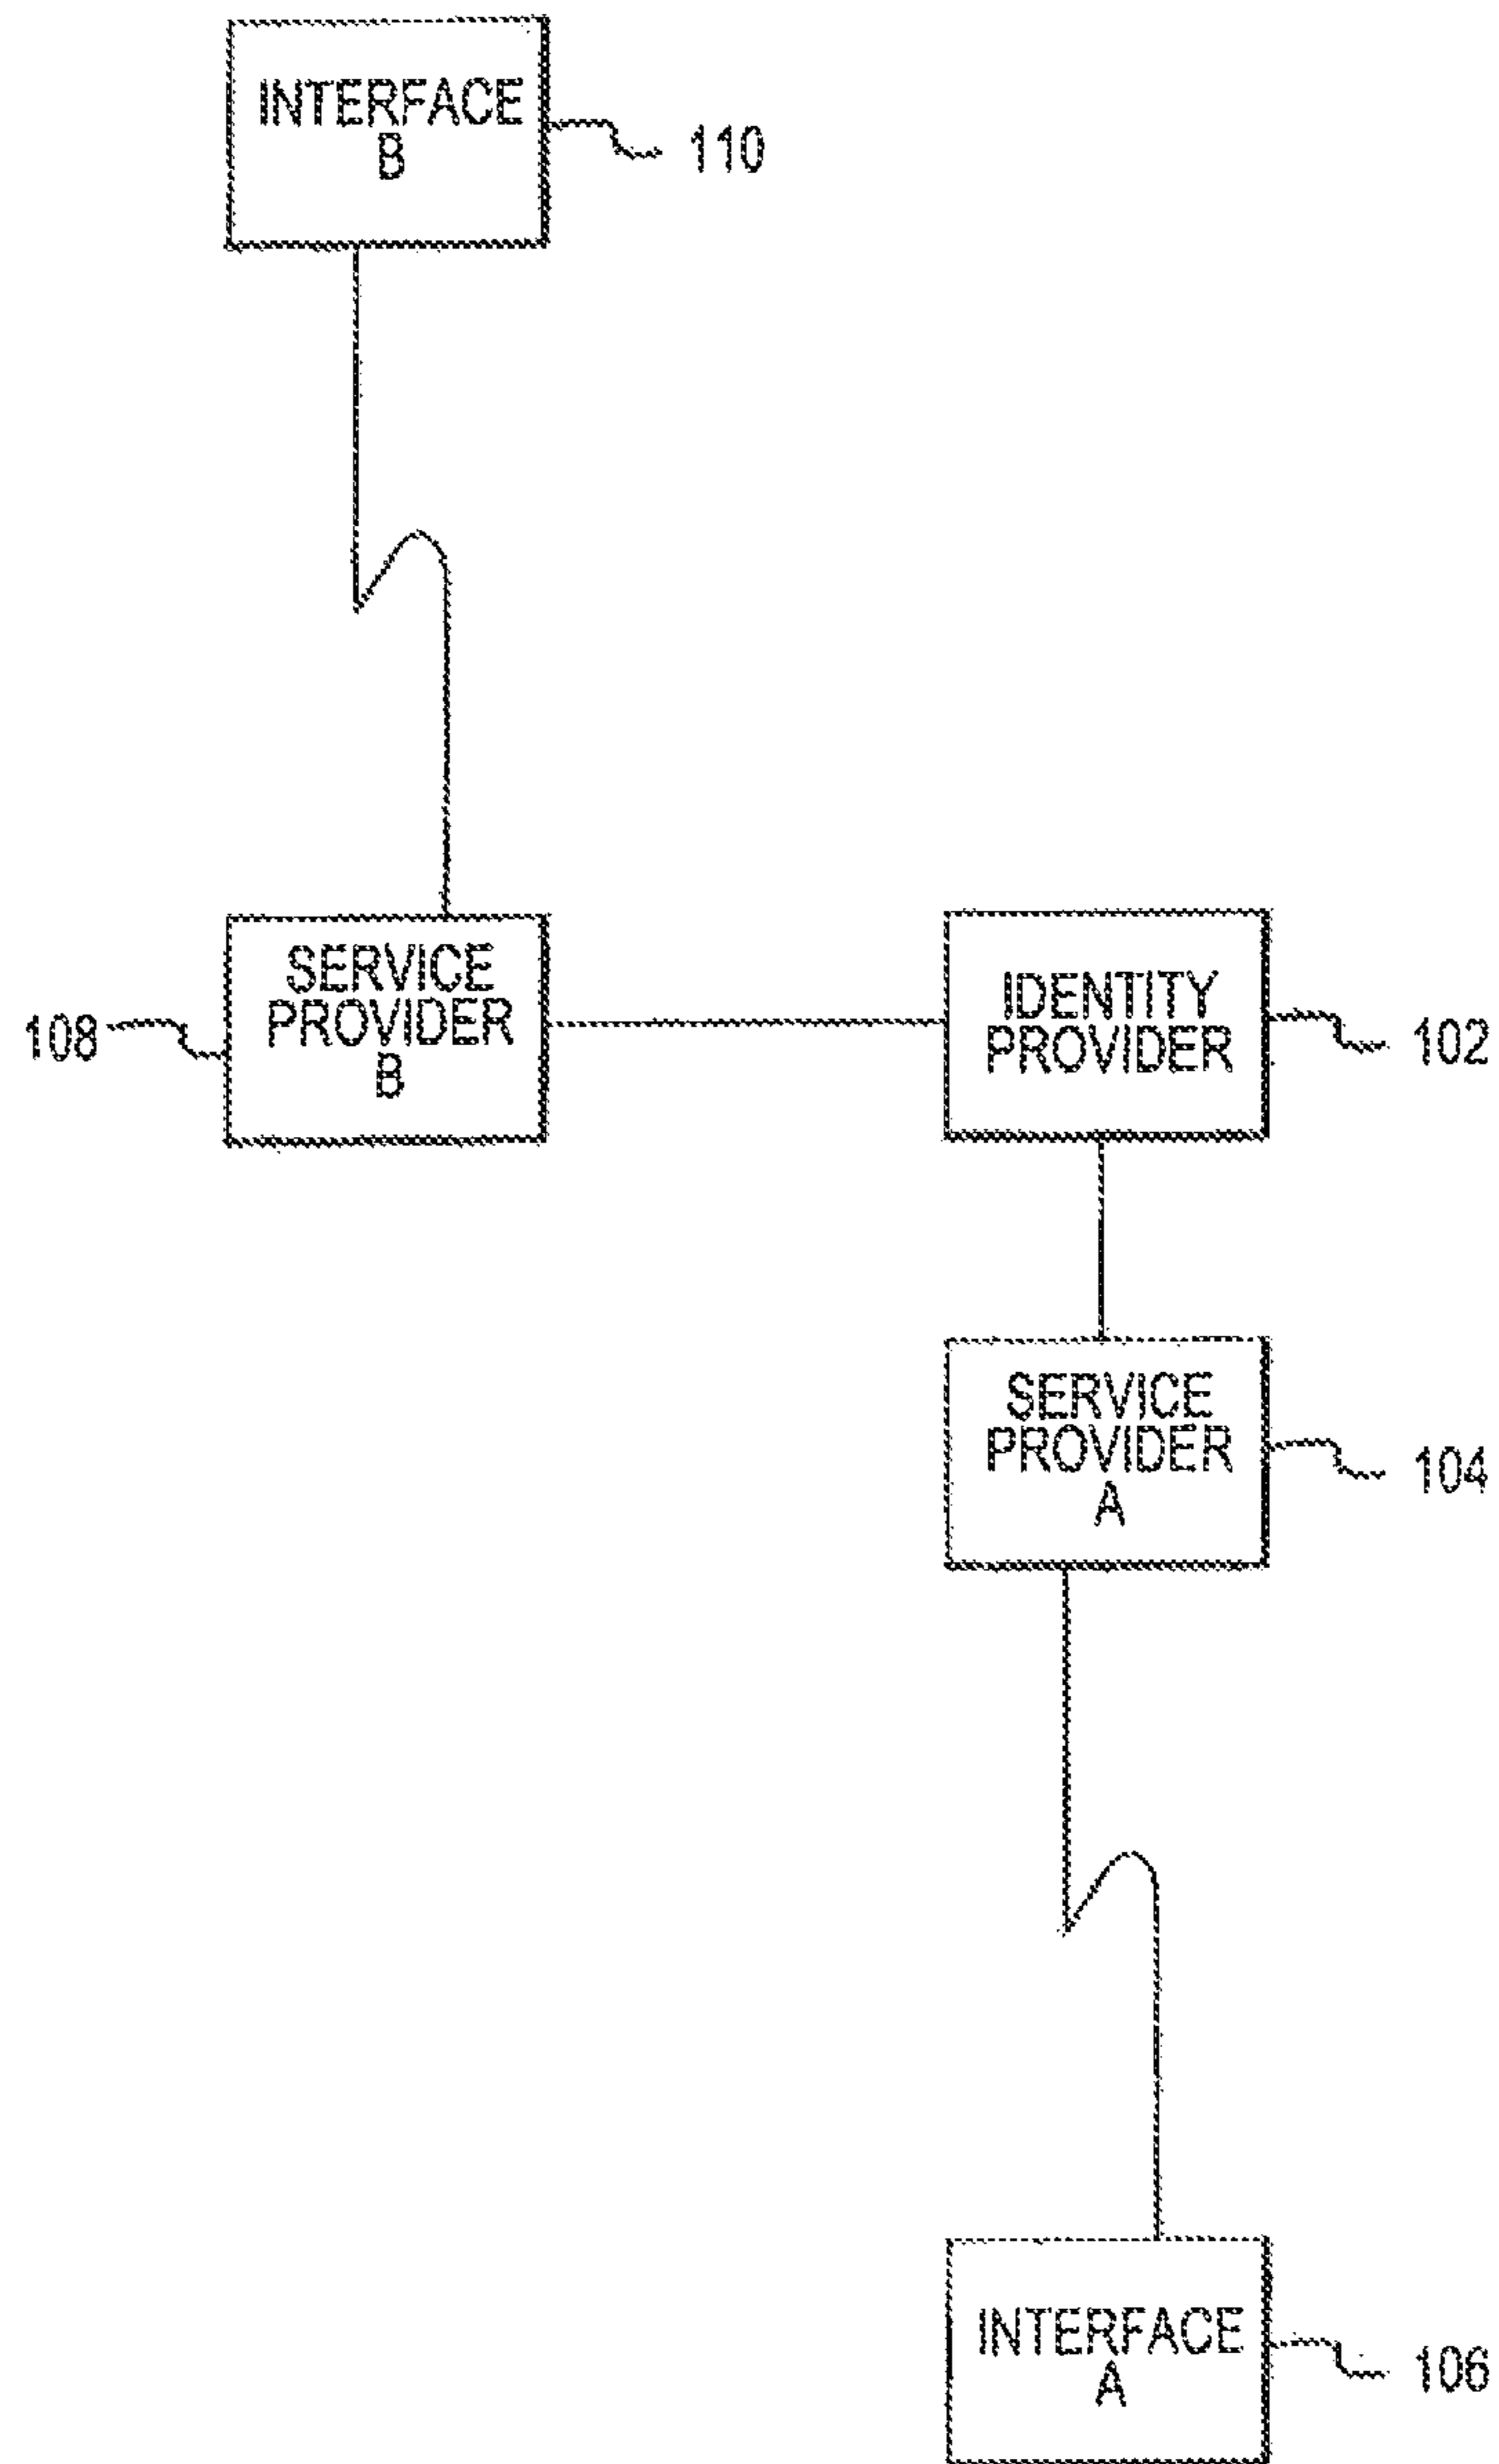 INTERFACE
B
110
SERVICE
PROVIDER
B
108
IDENTITY
PROVIDER
102
SERVICE
PROVIDER
A
104
INTERFACE
A
106